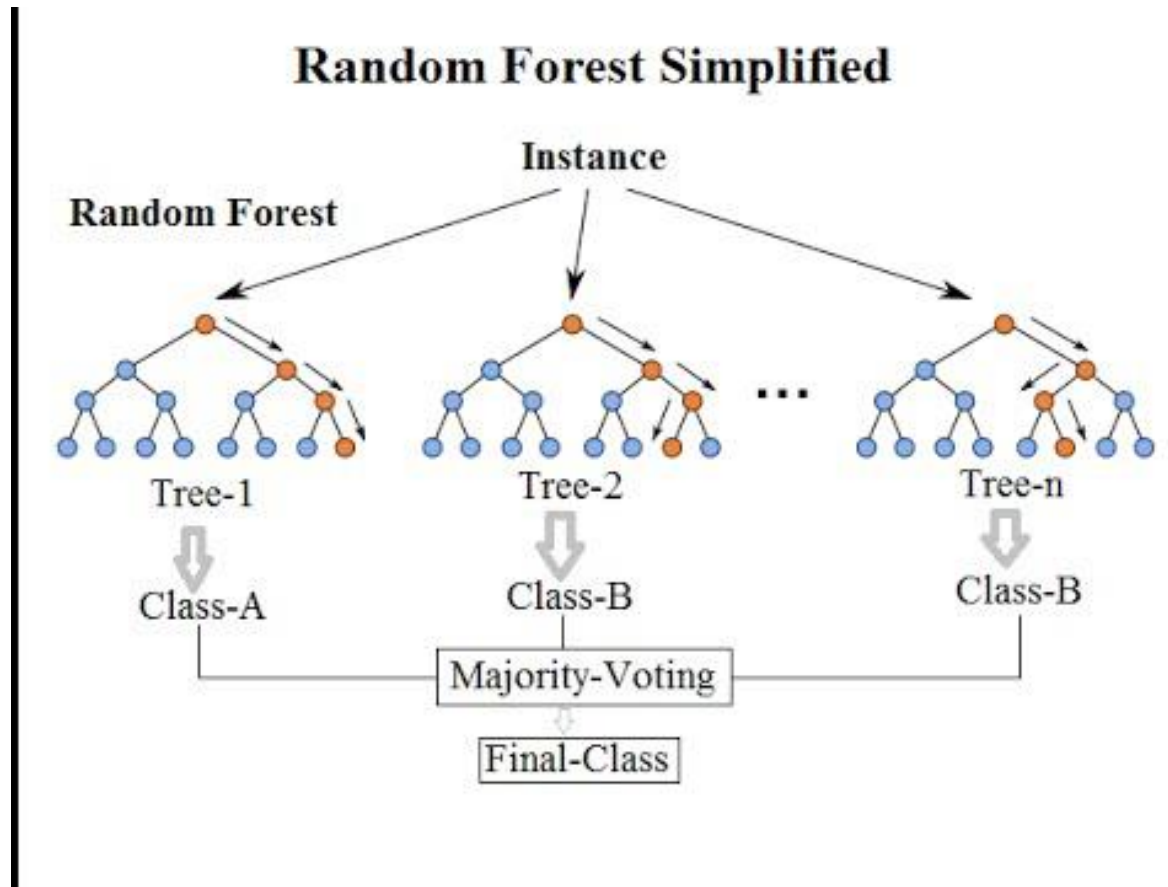 Random Forest Simplified
Instance
Random Forest
...
Tree-1
Tree-2
Tree-n
Class-A
Class-B
Class-B
Majority-Voting
Final-Class